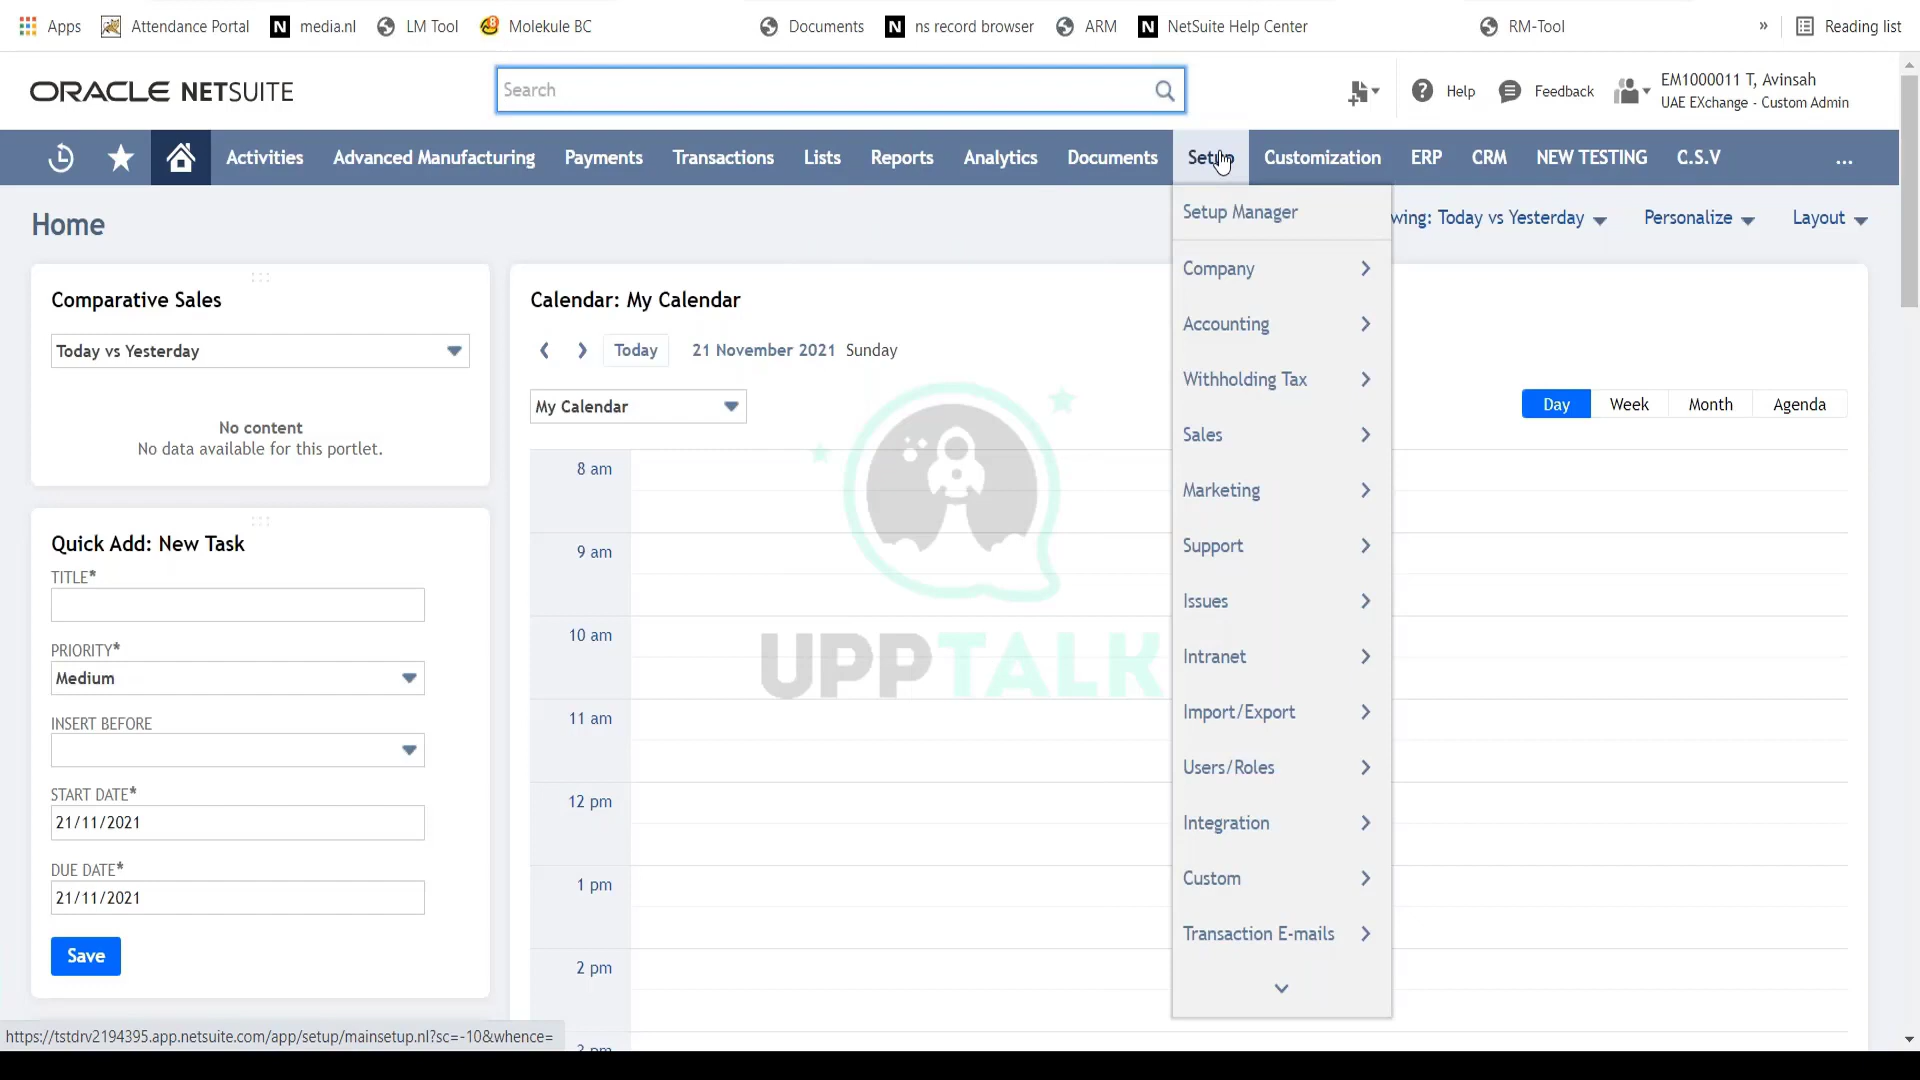 Apps
Attendance Portal
media.nl
LM Tool
Molekule BC
Documents
ns record browser
ARM
NetSuite Help Center
RM-Tool
»
Reading list
ORACLE NETSUITE
Search
Help
Feedback
EM1000011 T, Avinsah
UAE EXchange - Custom Admin
Activities
Advanced Manufacturing
Payments
Transactions
Lists
Reports
Analytics
Documents
Setup
Customization
ERP
CRM
NEW TESTING
C.S.V
...
Home
wing: Today vs Yesterday
Personalize
Layout
Setup Manager
Company
Accounting
Withholding Tax
Sales
Marketing
Support
Issues
Intranet
Import/Export
Users/Roles
Integration
Custom
Transaction E-mails
Comparative Sales
Today vs Yesterday
No content
No data available for this portlet.
Quick Add: New Task
TITLE*
PRIORITY*
Medium
INSERT BEFORE
START DATE*
21/11/2021
DUE DATE*
21/11/2021
Save
Calendar: My Calendar
Today
21 November 2021 Sunday
My Calendar
Day
Week
Month
Agenda
8 am
9 am
10 am
11 am
12 pm
1 pm
2 pm
3 pm
UPPTALK
https://tstdrv2194395.app.netsuite.com/app/setup/mainsetup.nl?sc=-10&whence=